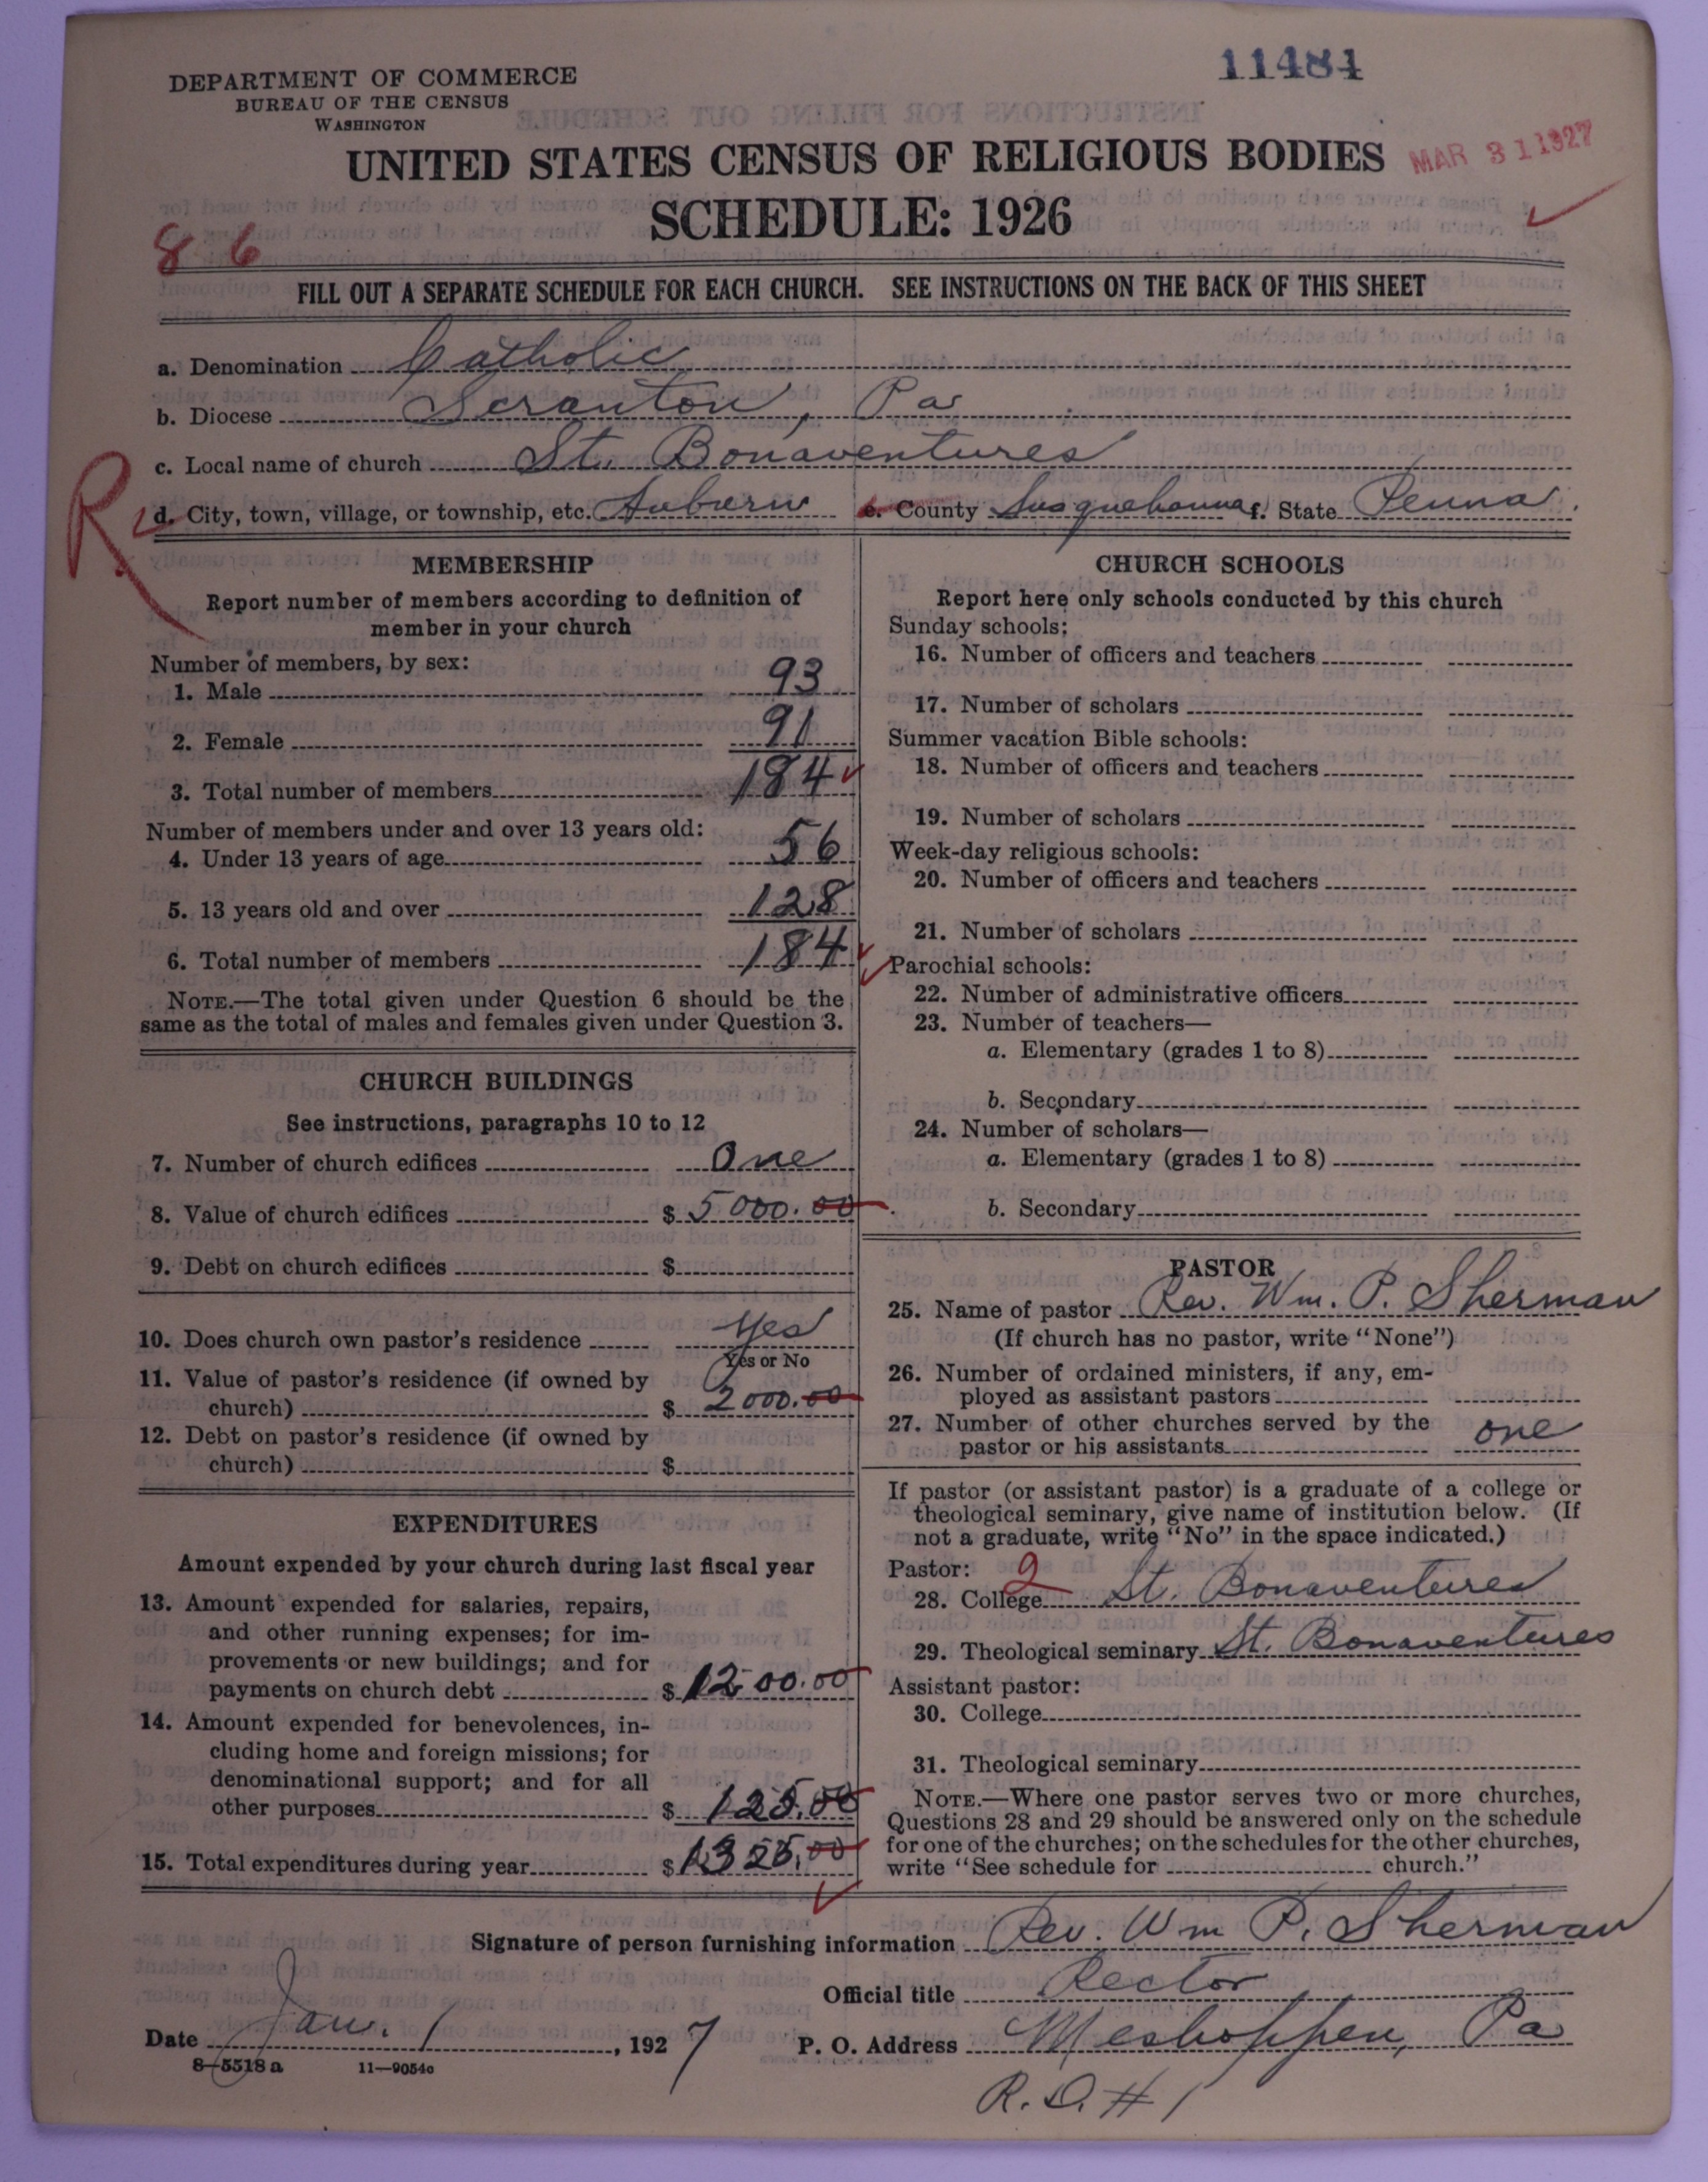 11484
DEPARTMENT OF COMMERCE
BUREAU OF THE CENSUS
WASHINGTON
UNITED STATES CENSUS OF RELIGIOUS BODIES
MAR 31 1927
SCHEDULE: 1926
8 6
FILL OUT A SEPARATE SCHEDULE FOR EACH CHURCH. SEE INSTRUCTIONS ON THE BACK OF THIS SHEET
a. Denomination Catholic
b. Diocese Scranton, Pa
c. Local name of church St. Bonaventures
R
d. City, town, village, or township, etc. Auburn e. County Susquehanna f. State Penna.
MEMBERSHIP
Report number of members according to definition of
member in your church
Number of members, by sex:
1. Male 93
2. Female 91
3. Total number of members 184
Number of members under and over 13 years old:
4. Under 13 years of age 56
5. 13 years old and over 128
6. Total number of members 184
NOTE.—The total given under Question 6 should be the
same as the total of males and females given under Question 3.
CHURCH BUILDINGS
See instructions, paragraphs 10 to 12
7. Number of church edifices One
8. Value of church edifices $ 5000.00
9. Debt on church edifices $
10. Does church own pastor's residence Yes
Yes or No
11. Value of pastor's residence (if owned by
church) $ 2000.00
12. Debt on pastor's residence (if owned by
church) $
EXPENDITURES
Amount expended by your church during last fiscal year
13. Amount expended for salaries, repairs,
and other running expenses; for im-
provements or new buildings; and for
payments on church debt $ 1200.00
14. Amount expended for benevolences, in-
cluding home and foreign missions; for
denominational support; and for all
other purposes $ 125.00
15. Total expenditures during year $ 1325.00
CHURCH SCHOOLS
Report here only schools conducted by this church
Sunday schools:
16. Number of officers and teachers
17. Number of scholars
Summer vacation Bible schools:
18. Number of officers and teachers
19. Number of scholars
Week-day religious schools:
20. Number of officers and teachers
21. Number of scholars
Parochial schools:
22. Number of administrative officers
23. Number of teachers—
a. Elementary (grades 1 to 8)
b. Secondary
24. Number of scholars—
a. Elementary (grades 1 to 8)
b. Secondary
PASTOR
25. Name of pastor Rev. Wm. P. Sherman
(If church has no pastor, write "None")
26. Number of ordained ministers, if any, em-
ployed as assistant pastors
27. Number of other churches served by the
pastor or his assistants one
If pastor (or assistant pastor) is a graduate of a college or
theological seminary, give name of institution below. (If
not a graduate, write "No" in the space indicated.)
Pastor: 2
28. College St. Bonaventures
29. Theological seminary St. Bonaventures
Assistant pastor:
30. College
31. Theological seminary
NOTE.—Where one pastor serves two or more churches,
Questions 28 and 29 should be answered only on the schedule
for one of the churches; on the schedules for the other churches,
write "See schedule for church."
Signature of person furnishing information Rev. Wm P. Sherman
Official title Rector
Date Jan. 1, 1927 P. O. Address Meshoppen, Pa
8—5518 a 11—9054c
R.D. # 1